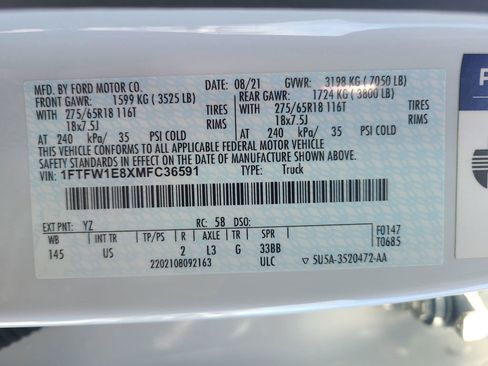 MFD. BY FORD MOTOR CO. DATE: 08/21 GVWR: 3198 KG ( 7050 LB)
FRONT GAWR: 1599 KG ( 3525 LB) REAR GAWR: 1724 KG ( 3800 LB)
WITH 275/65R18 116T TIRES WITH 275/65R18 116T TIRES
18x7.5J RIMS 18x7.5J RIMS
AT 240 kPa/ 35 PSI COLD AT 240 kPa/ 35 PSI COLD
THIS VEHICLE CONFORMS TO ALL APPLICABLE FEDERAL MOTOR VEHICLE
SAFETY STANDARDS IN EFFECT ON THE DATE OF MANUFACTURE SHOWN ABOVE.
VIN: 1FTFW1E8XMFC36591 TYPE: Truck
EXT PNT: YZ RC: 58 DSO: F0147
WB INT TR TP/PS R AXLE TR SPR T0685
145 US 2 L3 G 33BB
2202108092163 ULC ▽ 5U5A-3520472-AA